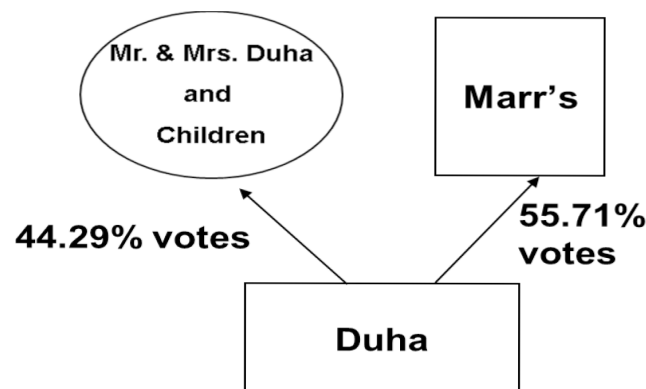 Mr. & Mrs. Duha
and
Children
Marr’s
44.29% votes
55.71%
votes
Duha